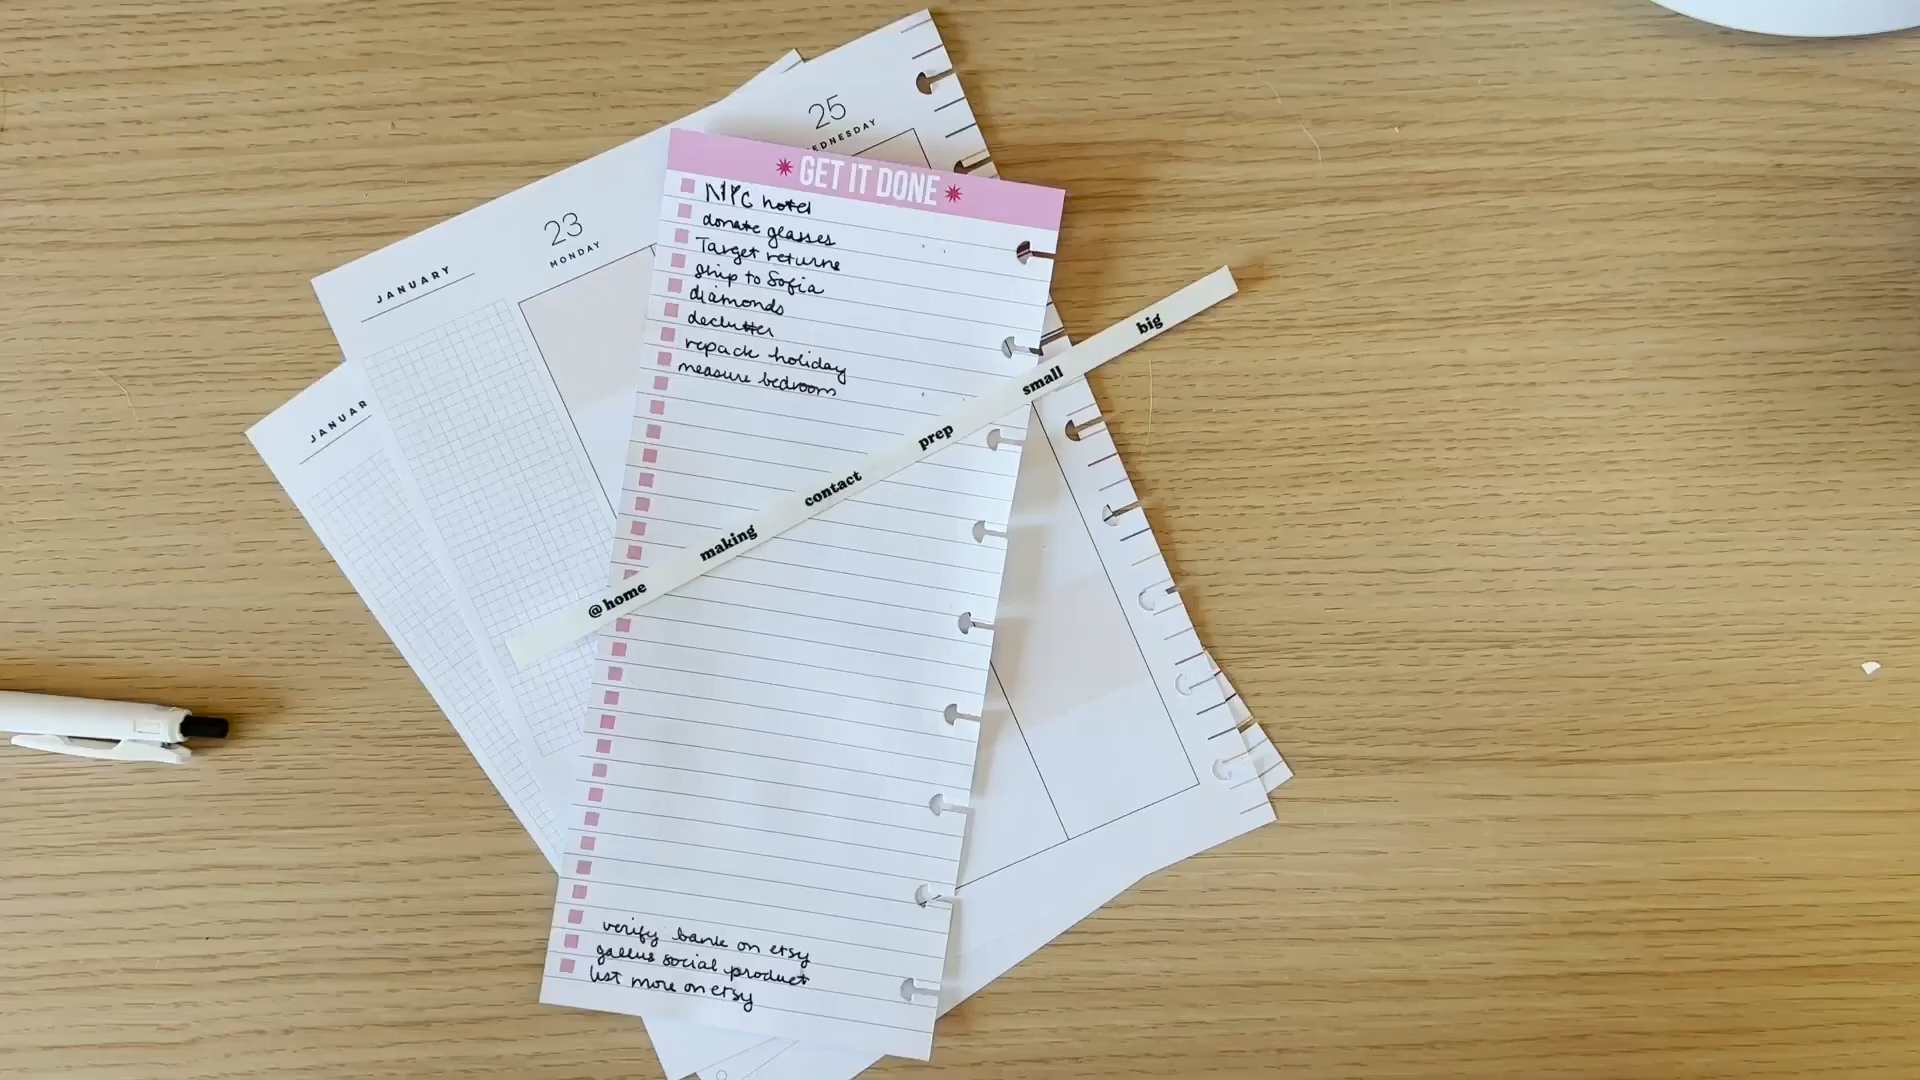 25
WEDNESDAY
23
MONDAY
JANUARY
JANUAR
GET IT DONE
NYC hotel
donate glasses
Target returns
ship to Sofia
diamonds
declutter
repack holiday
measure bedroom
big
small
prep
contact
making
@home
verify bank on etsy
social product
list more on etsy